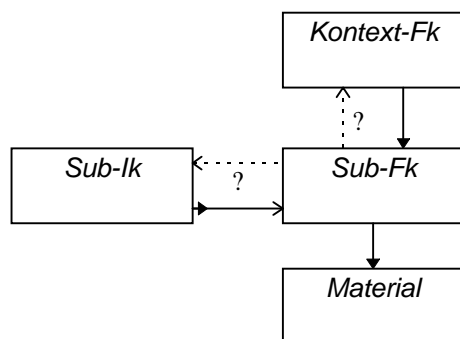 Kontext-Fk
?
Sub-Ik
?
Sub-Fk
Material